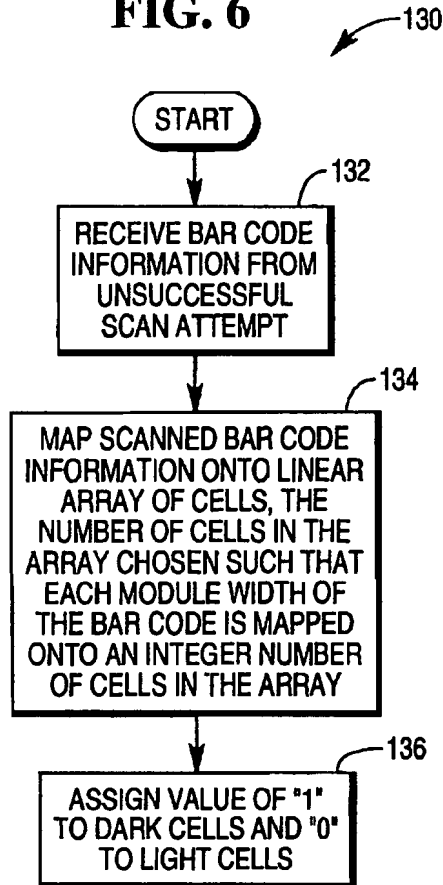 FIG. 6
130
START
132
RECEIVE BAR CODE
INFORMATION FROM
UNSUCCESSFUL
SCAN ATTEMPT
134
MAP SCANNED BAR CODE
INFORMATION ONTO LINEAR
ARRAY OF CELLS, THE
NUMBER OF CELLS IN THE
ARRAY CHOSEN SUCH THAT
EACH MODULE WIDTH OF
THE BAR CODE IS MAPPED
ONTO AN INTEGER NUMBER
OF CELLS IN THE ARRAY
136
ASSIGN VALUE OF "1"
TO DARK CELLS AND "0"
TO LIGHT CELLS